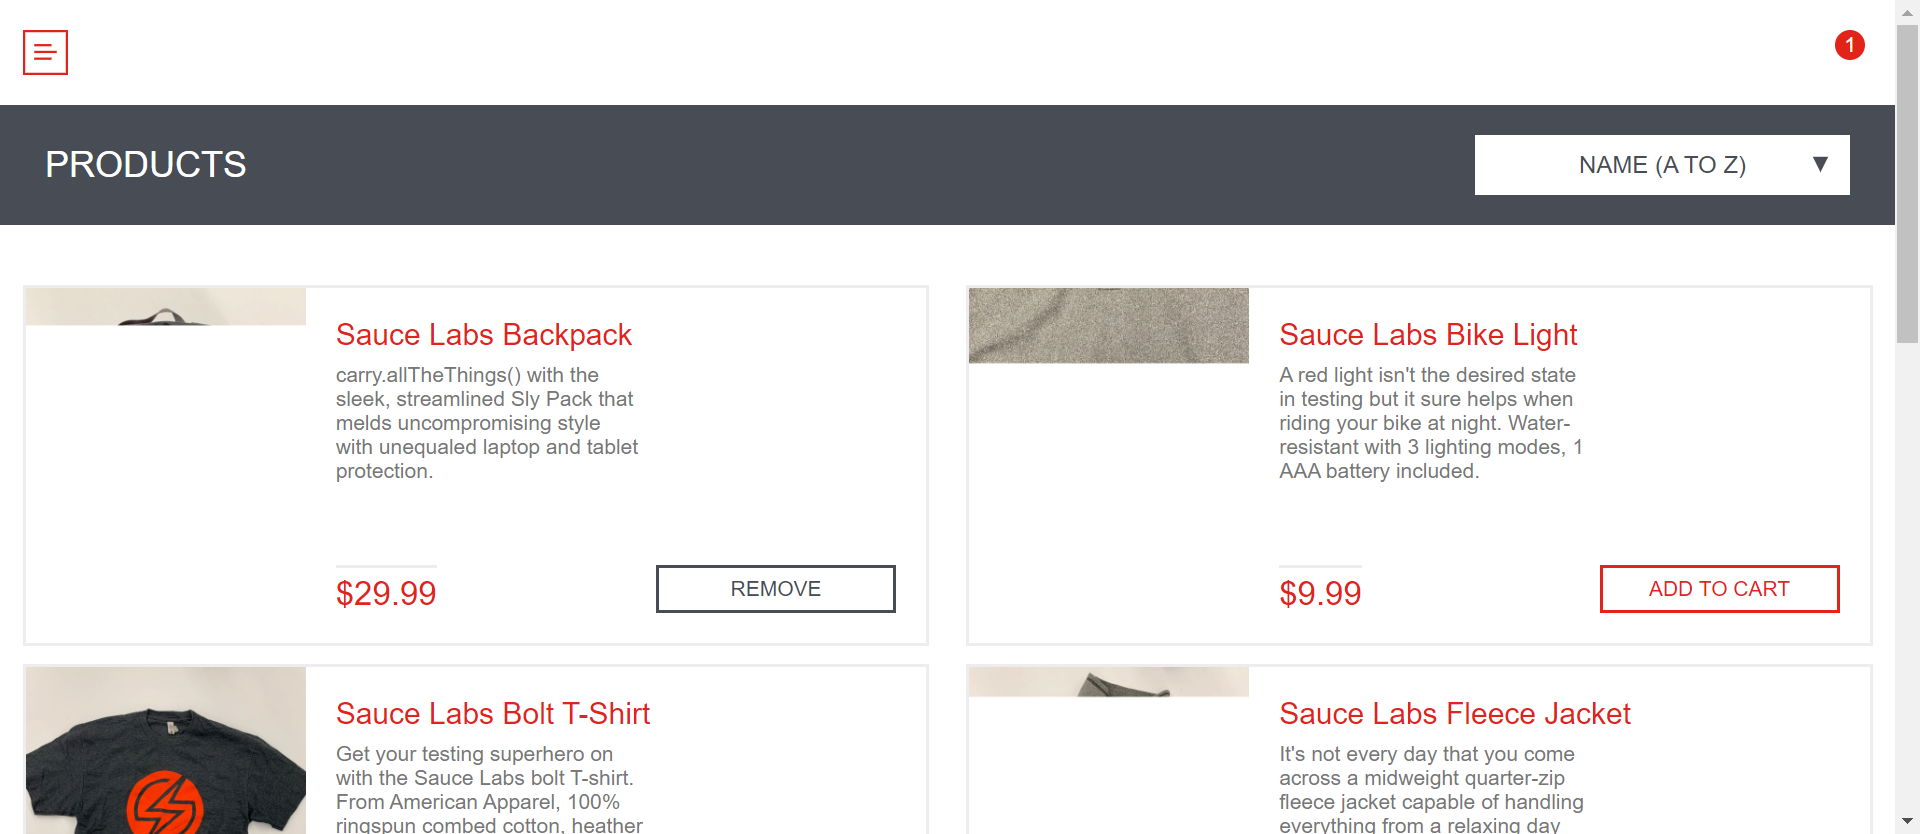 1
PRODUCTS
NAME (A TO Z) ▼
Sauce Labs Backpack
carry.allTheThings() with the
sleek, streamlined Sly Pack that
melds uncompromising style
with unequaled laptop and tablet
protection.
$29.99
REMOVE
Sauce Labs Bike Light
A red light isn't the desired state
in testing but it sure helps when
riding your bike at night. Water-
resistant with 3 lighting modes, 1
AAA battery included.
$9.99
ADD TO CART
Sauce Labs Bolt T-Shirt
Get your testing superhero on
with the Sauce Labs bolt T-shirt.
From American Apparel, 100%
ringspun combed cotton, heather
Sauce Labs Fleece Jacket
It's not every day that you come
across a midweight quarter-zip
fleece jacket capable of handling
everything from a relaxing day